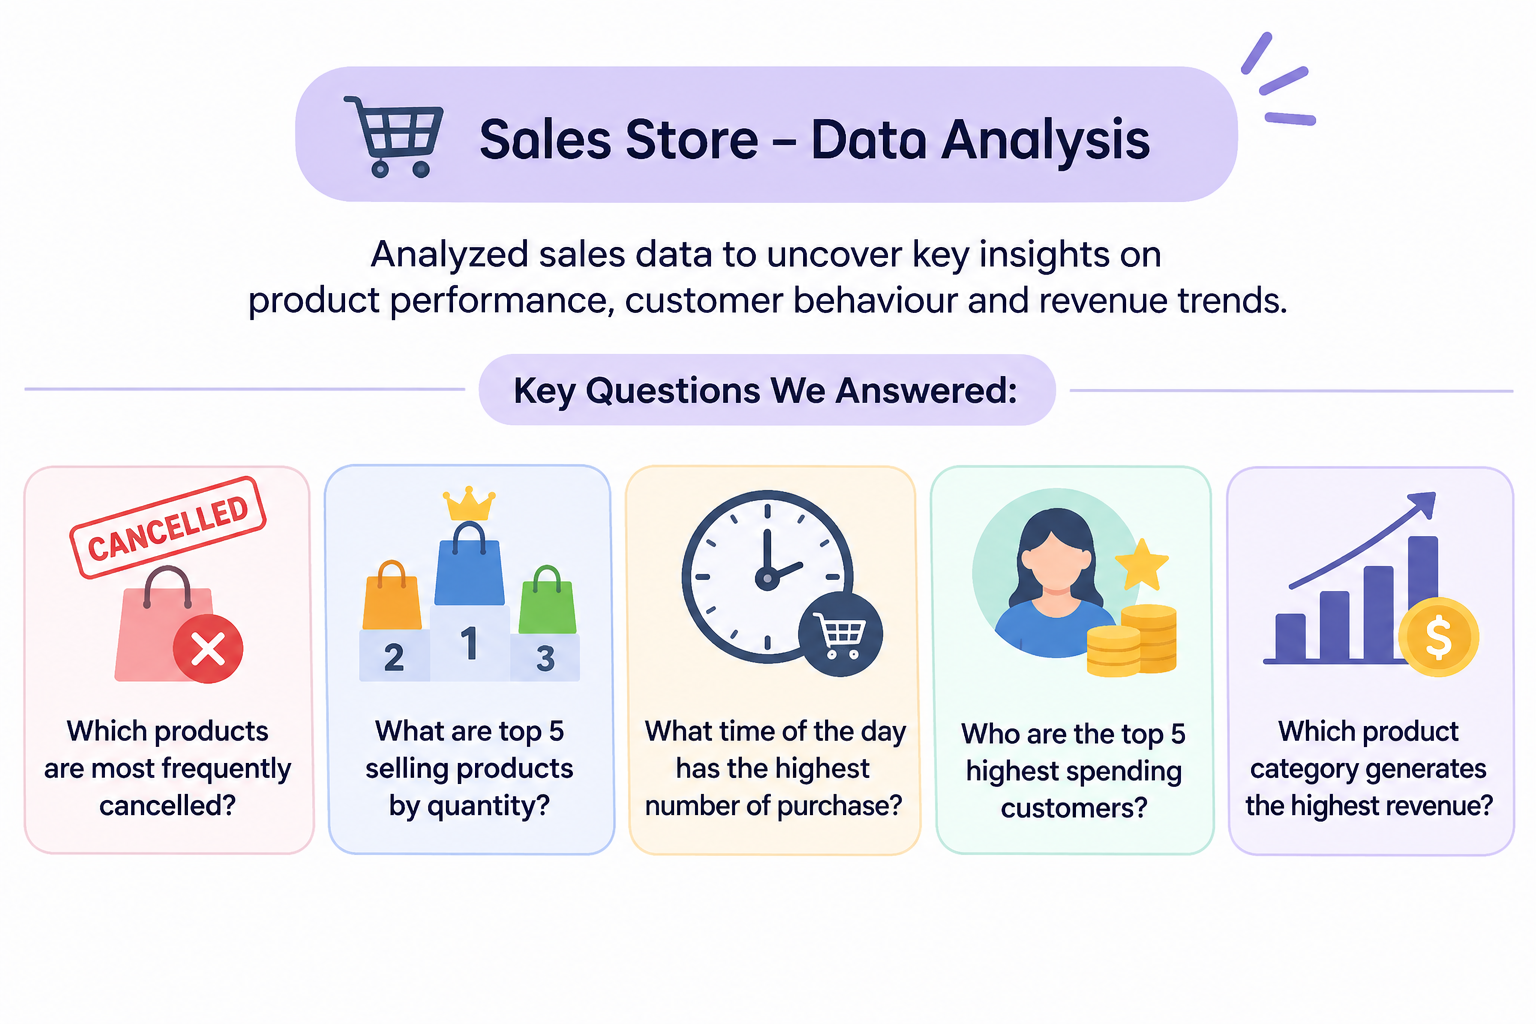 Sales Store – Data Analysis
Analyzed sales data to uncover key insights on
product performance, customer behaviour and revenue trends.
Key Questions We Answered:
CANCELLED
Which products
are most frequently
cancelled?
2
1
3
What are top 5
selling products
by quantity?
What time of the day
has the highest
number of purchase?
Who are the top 5
highest spending
customers?
$
Which product
category generates
the highest revenue?